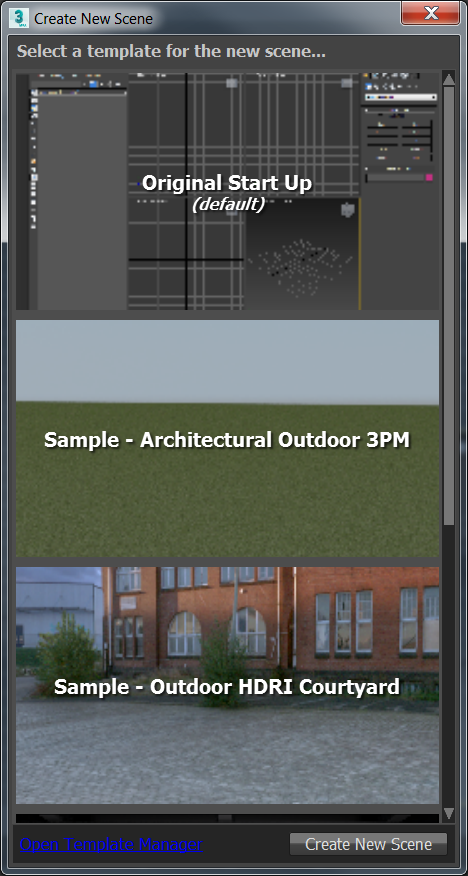 Create New Scene
Select a template for the new scene...
Original Start Up
(default)
Sample - Architectural Outdoor 3PM
Sample - Outdoor HDRI Courtyard
Open Template Manager
Create New Scene